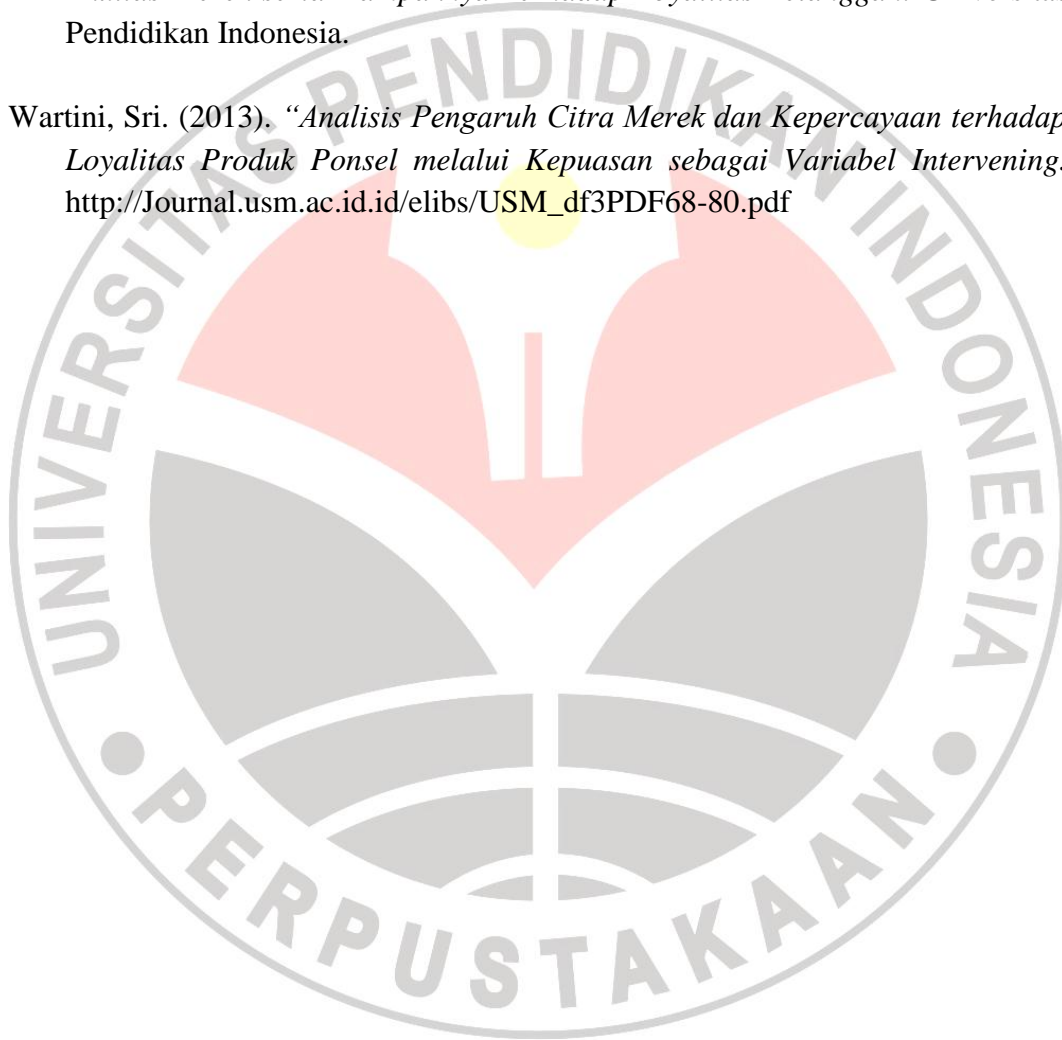 Pendidikan Indonesia.
Wartini, Sri. (2013). “Analisis Pengaruh Citra Merek dan Kepercayaan terhadap
Loyalitas Produk Ponsel melalui Kepuasan sebagai Variabel Intervening.
http://Journal.usm.ac.id.id/elibs/USM_df3PDF68-80.pdf
UNIVERSITAS PENDIDIKAN INDONESIA
PERPUSTAKAAN